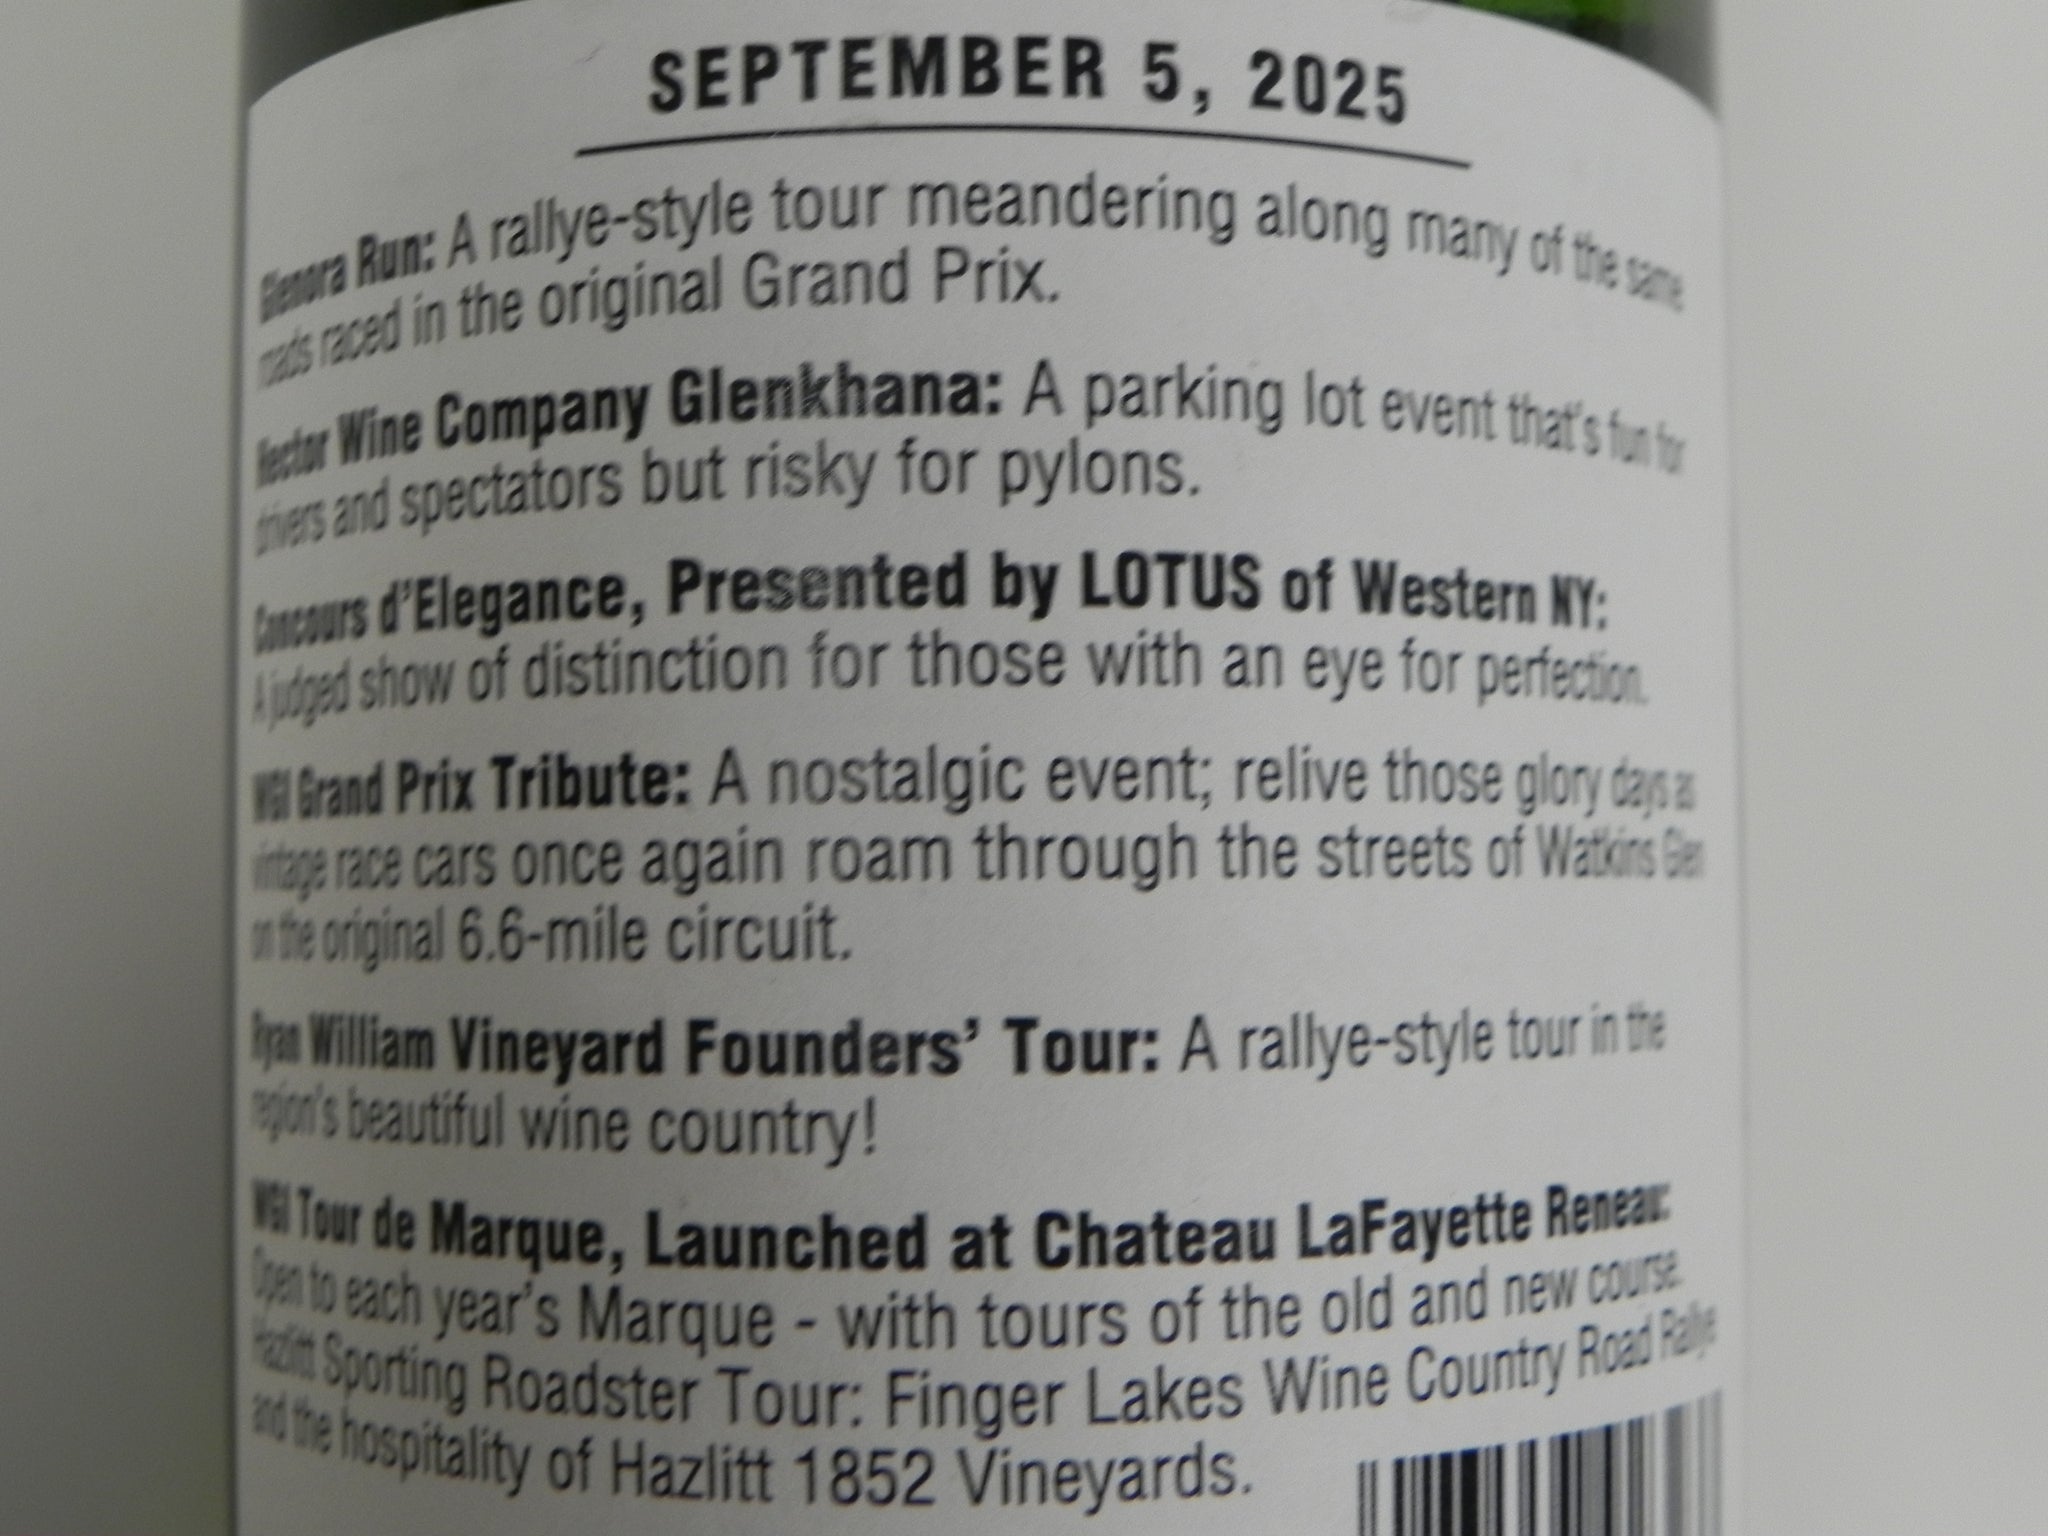 SEPTEMBER 5, 2025
Glenora Run: A rallye-style tour meandering along many of the same
roads raced in the original Grand Prix.
Hector Wine Company Glenkhana: A parking lot event that's fun for
drivers and spectators but risky for pylons.
Concours d'Elegance, Presented by LOTUS of Western NY:
A judged show of distinction for those with an eye for perfection.
WGI Grand Prix Tribute: A nostalgic event; relive those glory days as
vintage race cars once again roam through the streets of Watkins Glen
on the original 6.6-mile circuit.
Ryan William Vineyard Founders' Tour: A rallye-style tour in the
region's beautiful wine country!
WGI Tour de Marque, Launched at Chateau LaFayette Reneau:
Open to each year's Marque - with tours of the old and new course.
Hazlitt Sporting Roadster Tour: Finger Lakes Wine Country Road Rallye
and the hospitality of Hazlitt 1852 Vineyards.